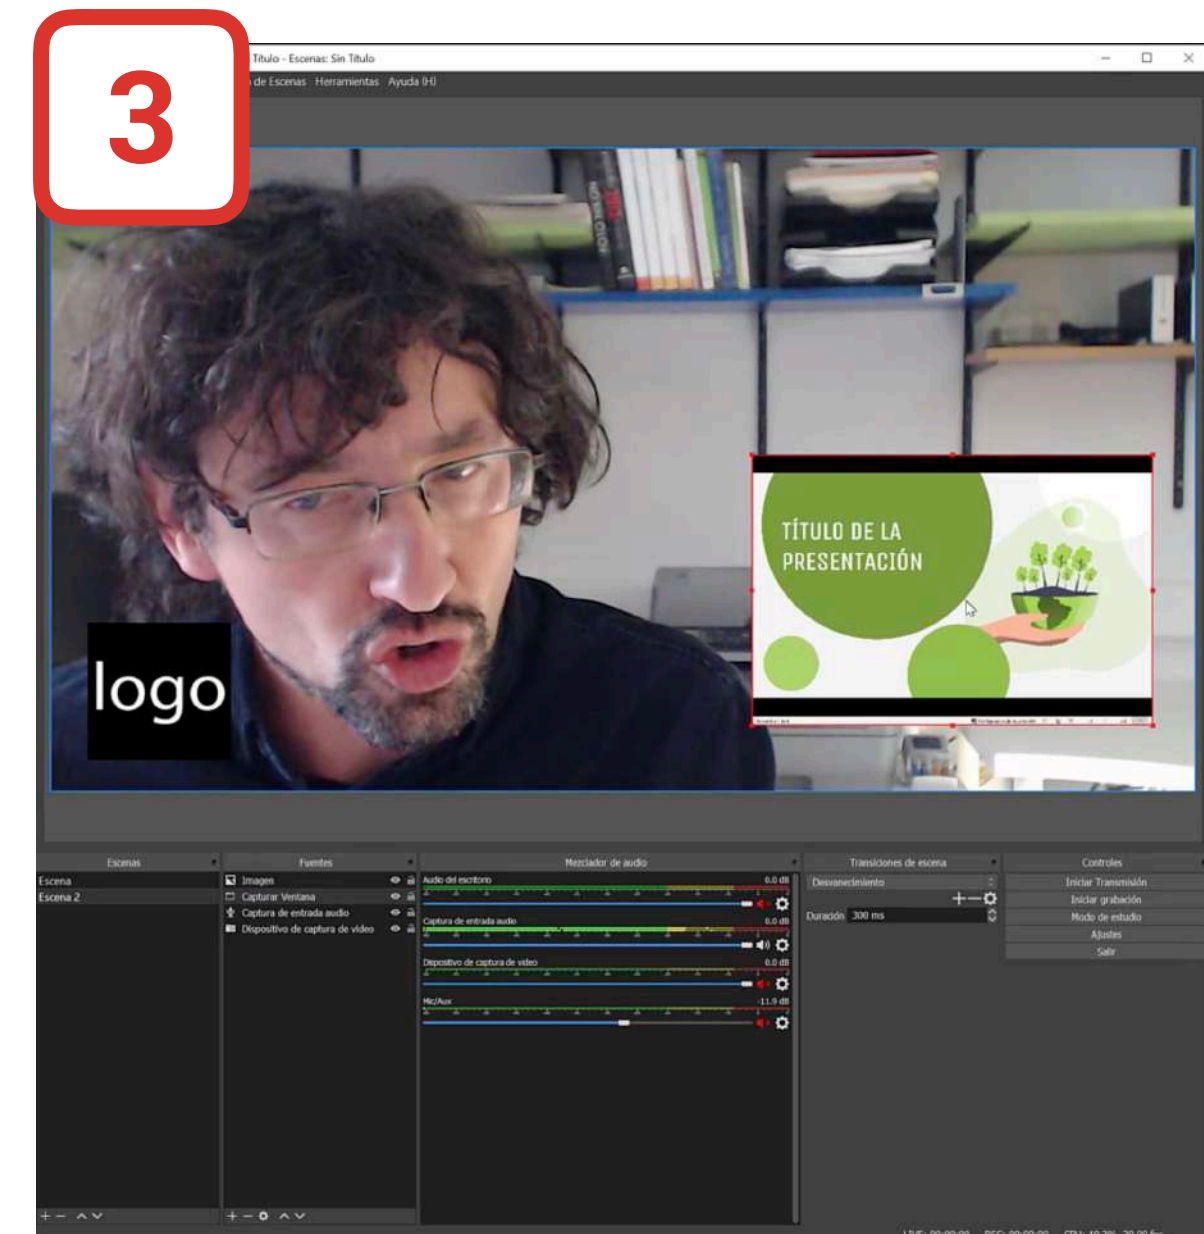 3
Título - Escenas: Sin Título
de Escenas Herramientas Ayuda (H)
FOTO
TÍTULO DE LA
PRESENTACIÓN
logo
Escenas
Escena
Escena 2
Fuentes
Imagen
Capturar Ventana
Captura de entrada audio
Dispositivo de captura de video
Mezclador de audio
Audio del escritorio 0.0 dB
Captura de entrada audio 0.0 dB
Dispositivo de captura de video 0.0 dB
Mic/Aux -11.9 dB
Transiciones de escena
Desvanecimiento
Duración 300 ms
Controles
Iniciar Transmisión
Iniciar grabación
Modo de estudio
Ajustes
Salir